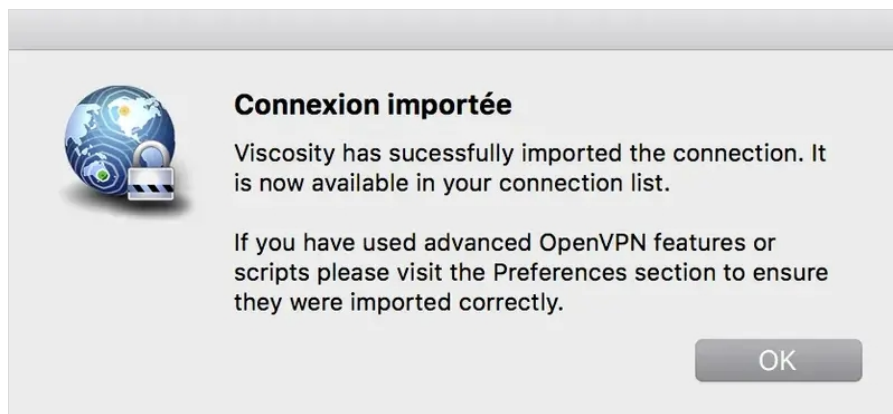 Connexion importée
Viscosity has sucessfully imported the connection. It
is now available in your connection list.
If you have used advanced OpenVPN features or
scripts please visit the Preferences section to ensure
they were imported correctly.
OK